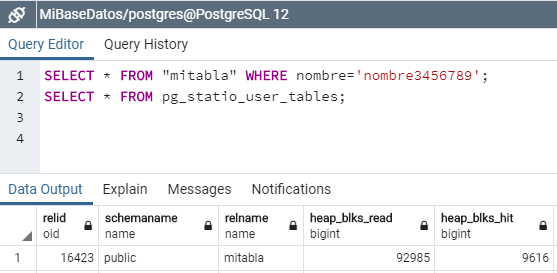 MiBaseDatos/postgres@PostgreSQL 12
Query Editor Query History
1 SELECT * FROM "mitabla" WHERE nombre='nombre3456789';
2 SELECT * FROM pg_statio_user_tables;
3
4
Data Output Explain Messages Notifications
relid schemaname relname heap_blks_read heap_blks_hit
oid name name bigint bigint
1 16423 public mitabla 92985 9616